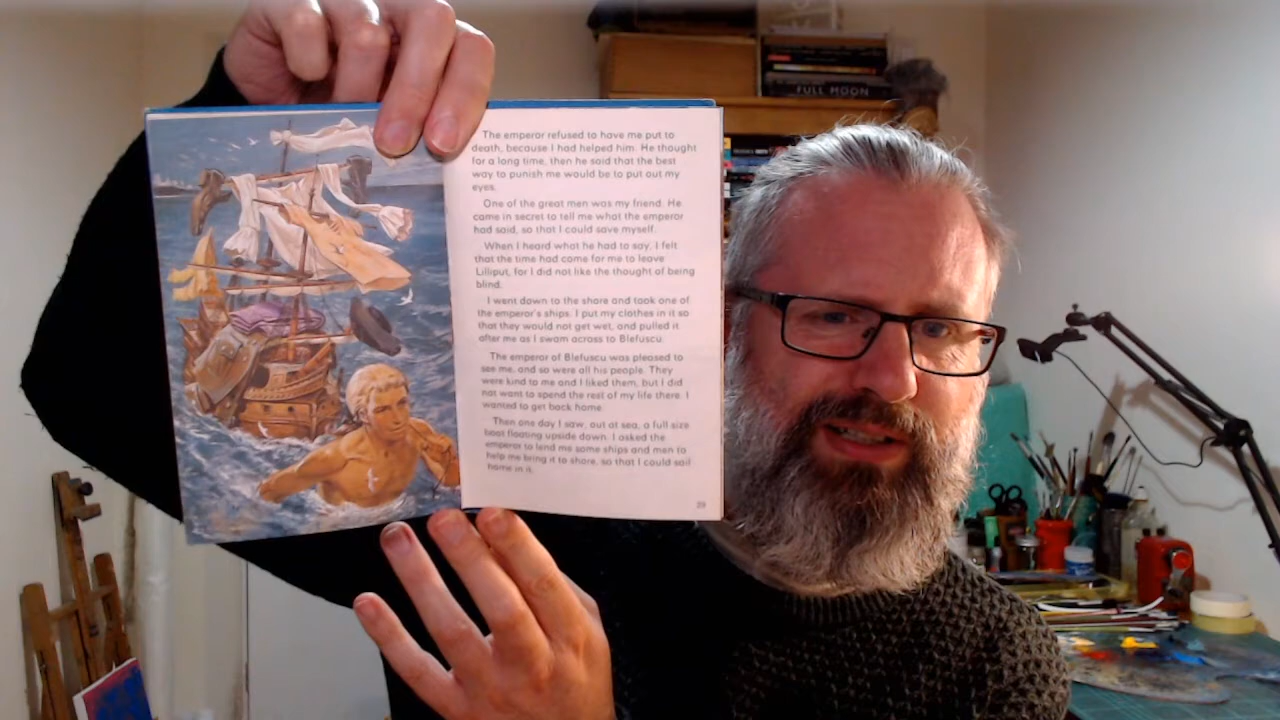 FULL MOON
The emperor refused to have me put to
death, because I had helped him. He thought
for a long time, then he said that the best
way to punish me would be to put out my
eyes.
One of the great men was my friend. He
came in secret to tell me what the emperor
had said, so that I could save myself.
When I heard what he had to say, I felt
that the time had come for me to leave
Lilliput, for I did not like the thought of being
blind.
I went down to the shore and took one of
the emperor's ships. I put my clothes in it so
that they would not get wet, and pulled it
after me as I swam across to Blefuscu.
The emperor of Blefuscu was pleased to
see me, and so were all his people. They
were kind to me and I liked them, but I did
not want to spend the rest of my life there. I
wanted to get back home.
Then one day I saw, out at sea, a full size
boat floating upside down. I asked the
emperor to lend me some ships and men to
help me bring it to shore, so that I could sail
home in it.
39